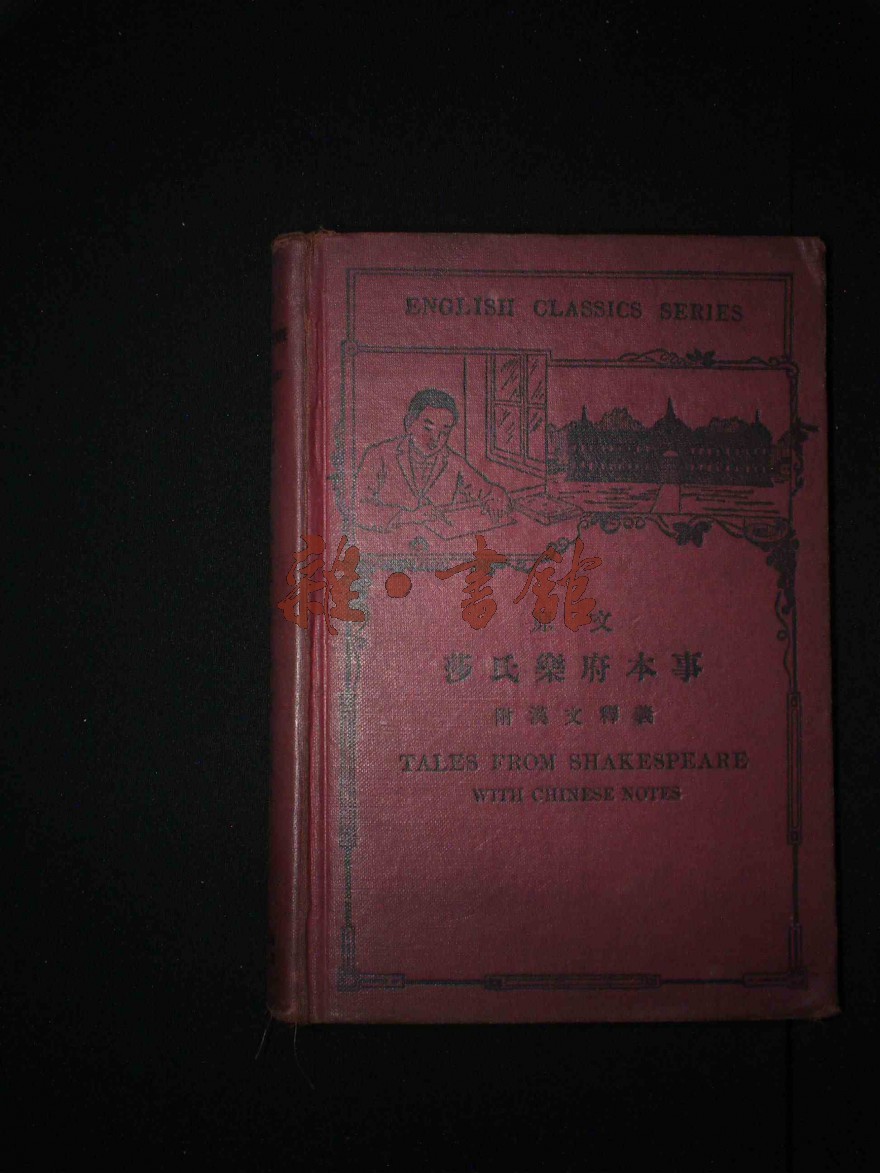 ENGLISH CLASSICS SERIES
雜·書館
原文
莎氏樂府本事
附漢文釋義
TALES FROM SHAKESPEARE
WITH CHINESE NOTES